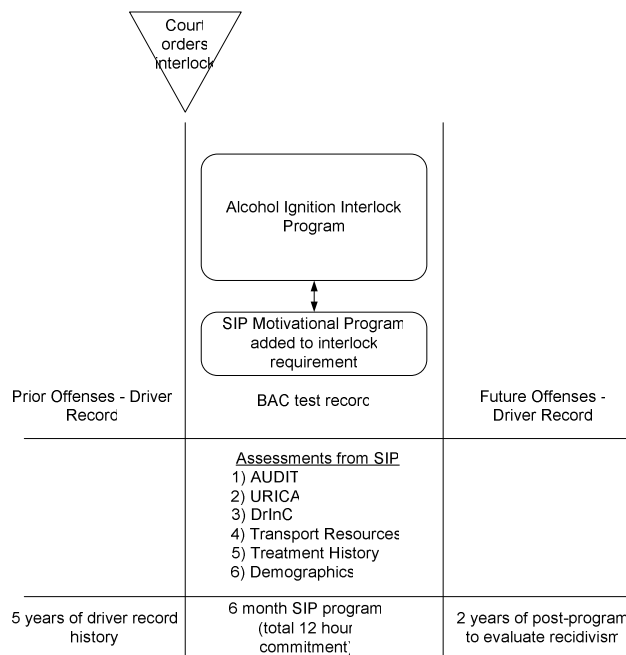 Court
orders
interlock
Alcohol Ignition Interlock
Program
SIP Motivational Program
added to interlock
requirement
Prior Offenses - Driver
Record
BAC test record
Future Offenses -
Driver Record
Assessments from SIP
1) AUDIT
2) URICA
3) DrInC
4) Transport Resources
5) Treatment History
6) Demographics
5 years of driver record
history
6 month SIP program
(total 12 hour
commitment)
2 years of post-program
to evaluate recidivism